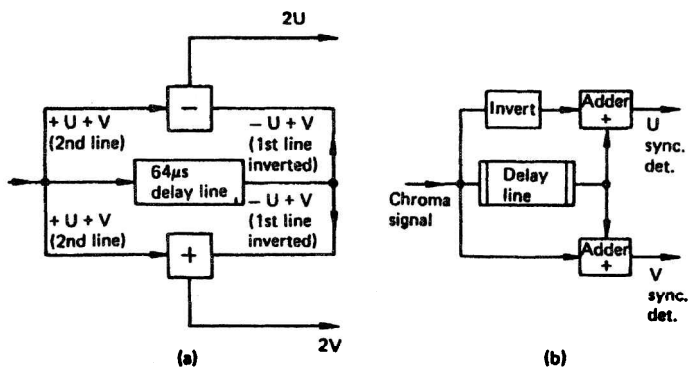 2U
−
+ U + V
(2nd line)
− U + V
(1st line
inverted)
64μs
delay line
+ U + V
(2nd line)
− U + V
(1st line
inverted)
+
2V
(a)
Invert
Adder
+
U
sync.
det.
Delay
line
Chroma
signal
Adder
+
V
sync.
det.
(b)